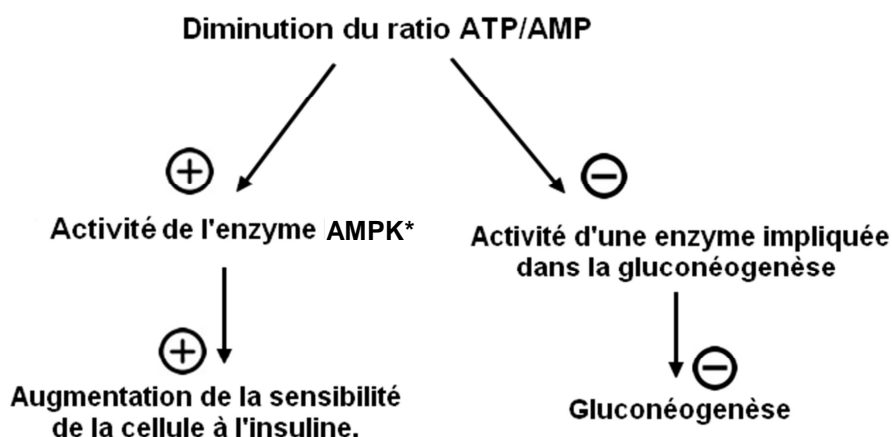 Diminution du ratio ATP/AMP
+
−
Activité de l'enzyme AMPK*
Activité d'une enzyme impliquée
dans la gluconéogenèse
+
−
Augmentation de la sensibilité
de la cellule à l'insuline.
Gluconéogenèse